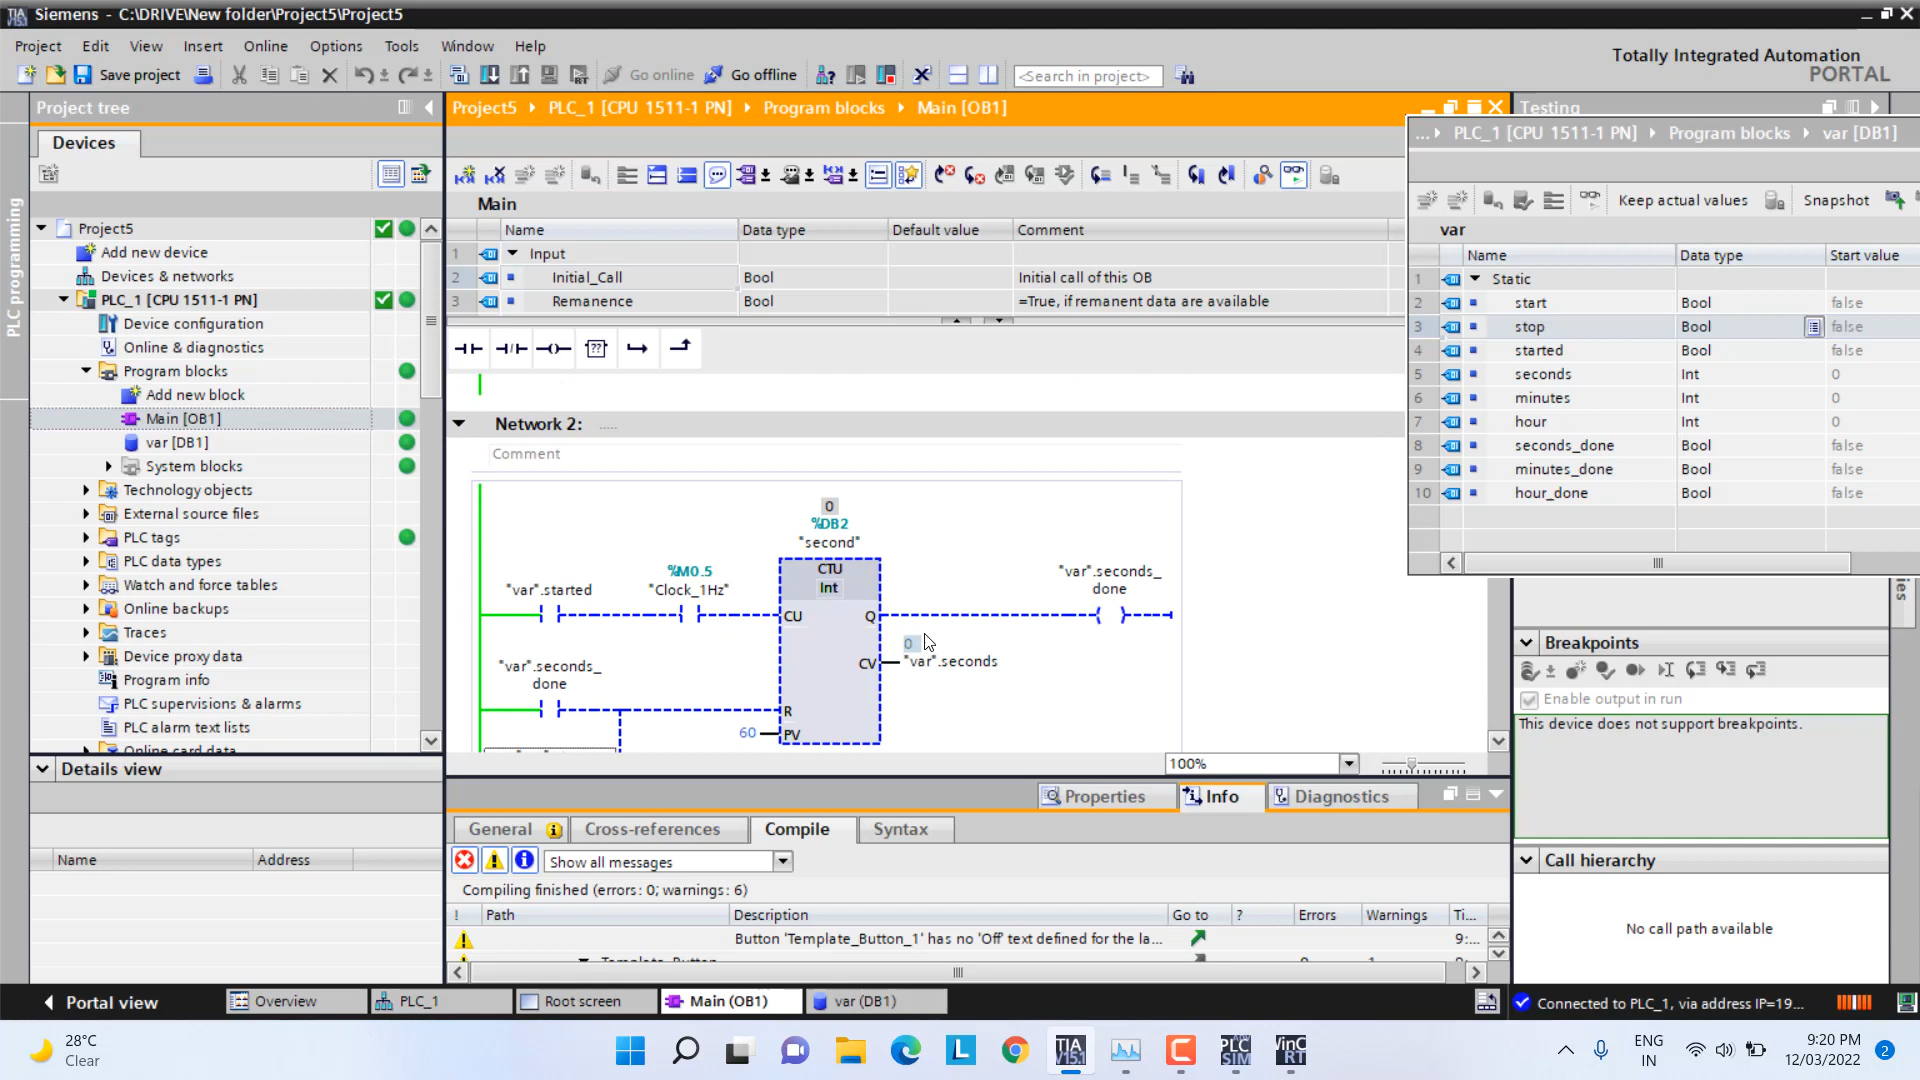 Siemens - C:\DRIVE\New folder\Project5\Project5
Project Edit View Insert Online Options Tools Window Help
Totally Integrated Automation
PORTAL
Save project Go online Go offline <Search in project>
Project tree
Devices
PLC programming
Project5
Add new device
Devices & networks
PLC_1 [CPU 1511-1 PN]
Device configuration
Online & diagnostics
Program blocks
Add new block
Main [OB1]
var [DB1]
System blocks
Technology objects
External source files
PLC tags
PLC data types
Watch and force tables
Online backups
Traces
Device proxy data
Program info
PLC supervisions & alarms
PLC alarm text lists
Online card data
Details view
Name Address
Project5 PLC_1 [CPU 1511-1 PN] Program blocks Main [OB1]
Main
Name Data type Default value Comment
1 Input
2 Initial_Call Bool Initial call of this OB
3 Remanence Bool =True, if remanent data are available
Network 2: .....
Comment
0
%DB2
"second"
CTU
Int
"var".started
%M0.5
"Clock_1Hz"
"var".seconds_
done
CU Q
0
CV "var".seconds
"var".seconds_
done
R
60 PV
100%
Properties Info Diagnostics
General Cross-references Compile Syntax
Show all messages
Compiling finished (errors: 0; warnings: 6)
! Path Description Go to ? Errors Warnings Ti...
Button 'Template_Button_1' has no 'Off' text defined for the la... 9:...
Testing
... PLC_1 [CPU 1511-1 PN] Program blocks var [DB1]
Keep actual values Snapshot
var
Name Data type Start value
1 Static
2 start Bool false
3 stop Bool false
4 started Bool false
5 seconds Int 0
6 minutes Int 0
7 hour Int 0
8 seconds_done Bool false
9 minutes_done Bool false
10 hour_done Bool false
Breakpoints
Enable output in run
This device does not support breakpoints.
Call hierarchy
No call path available
Portal view Overview PLC_1 Root screen Main (OB1) var (DB1)
Connected to PLC_1, via address IP=19...
28°C
Clear
ENG
IN
9:20 PM
12/03/2022
2